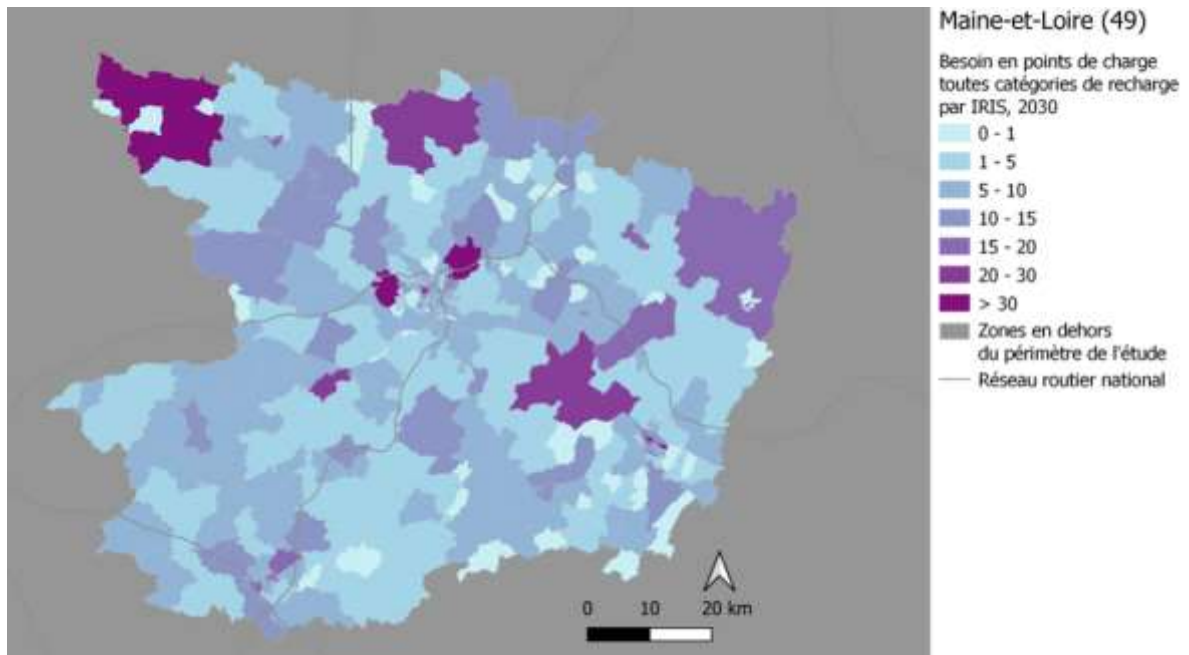 Maine-et-Loire (49)
Besoin en points de charge
toutes catégories de recharge
par IRIS, 2030
0 - 1
1 - 5
5 - 10
10 - 15
15 - 20
20 - 30
> 30
Zones en dehors
du périmètre de l'étude
Réseau routier national
0 10 20 km